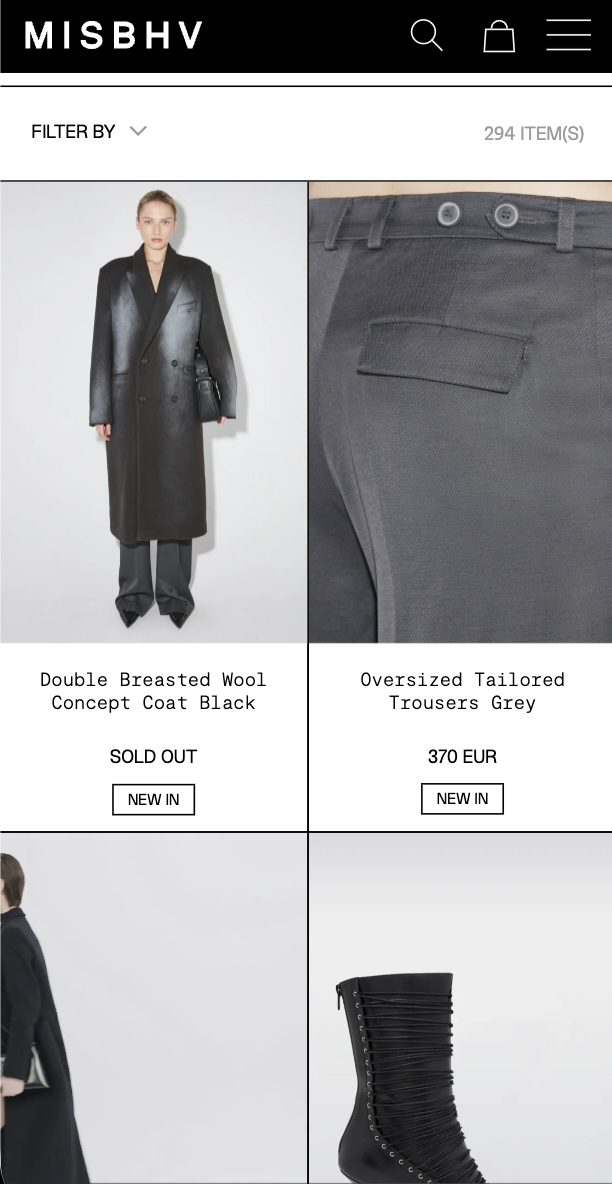 MISBHV
FILTER BY
294 ITEM(S)
Double Breasted Wool
Concept Coat Black
SOLD OUT
NEW IN
Oversized Tailored
Trousers Grey
370 EUR
NEW IN